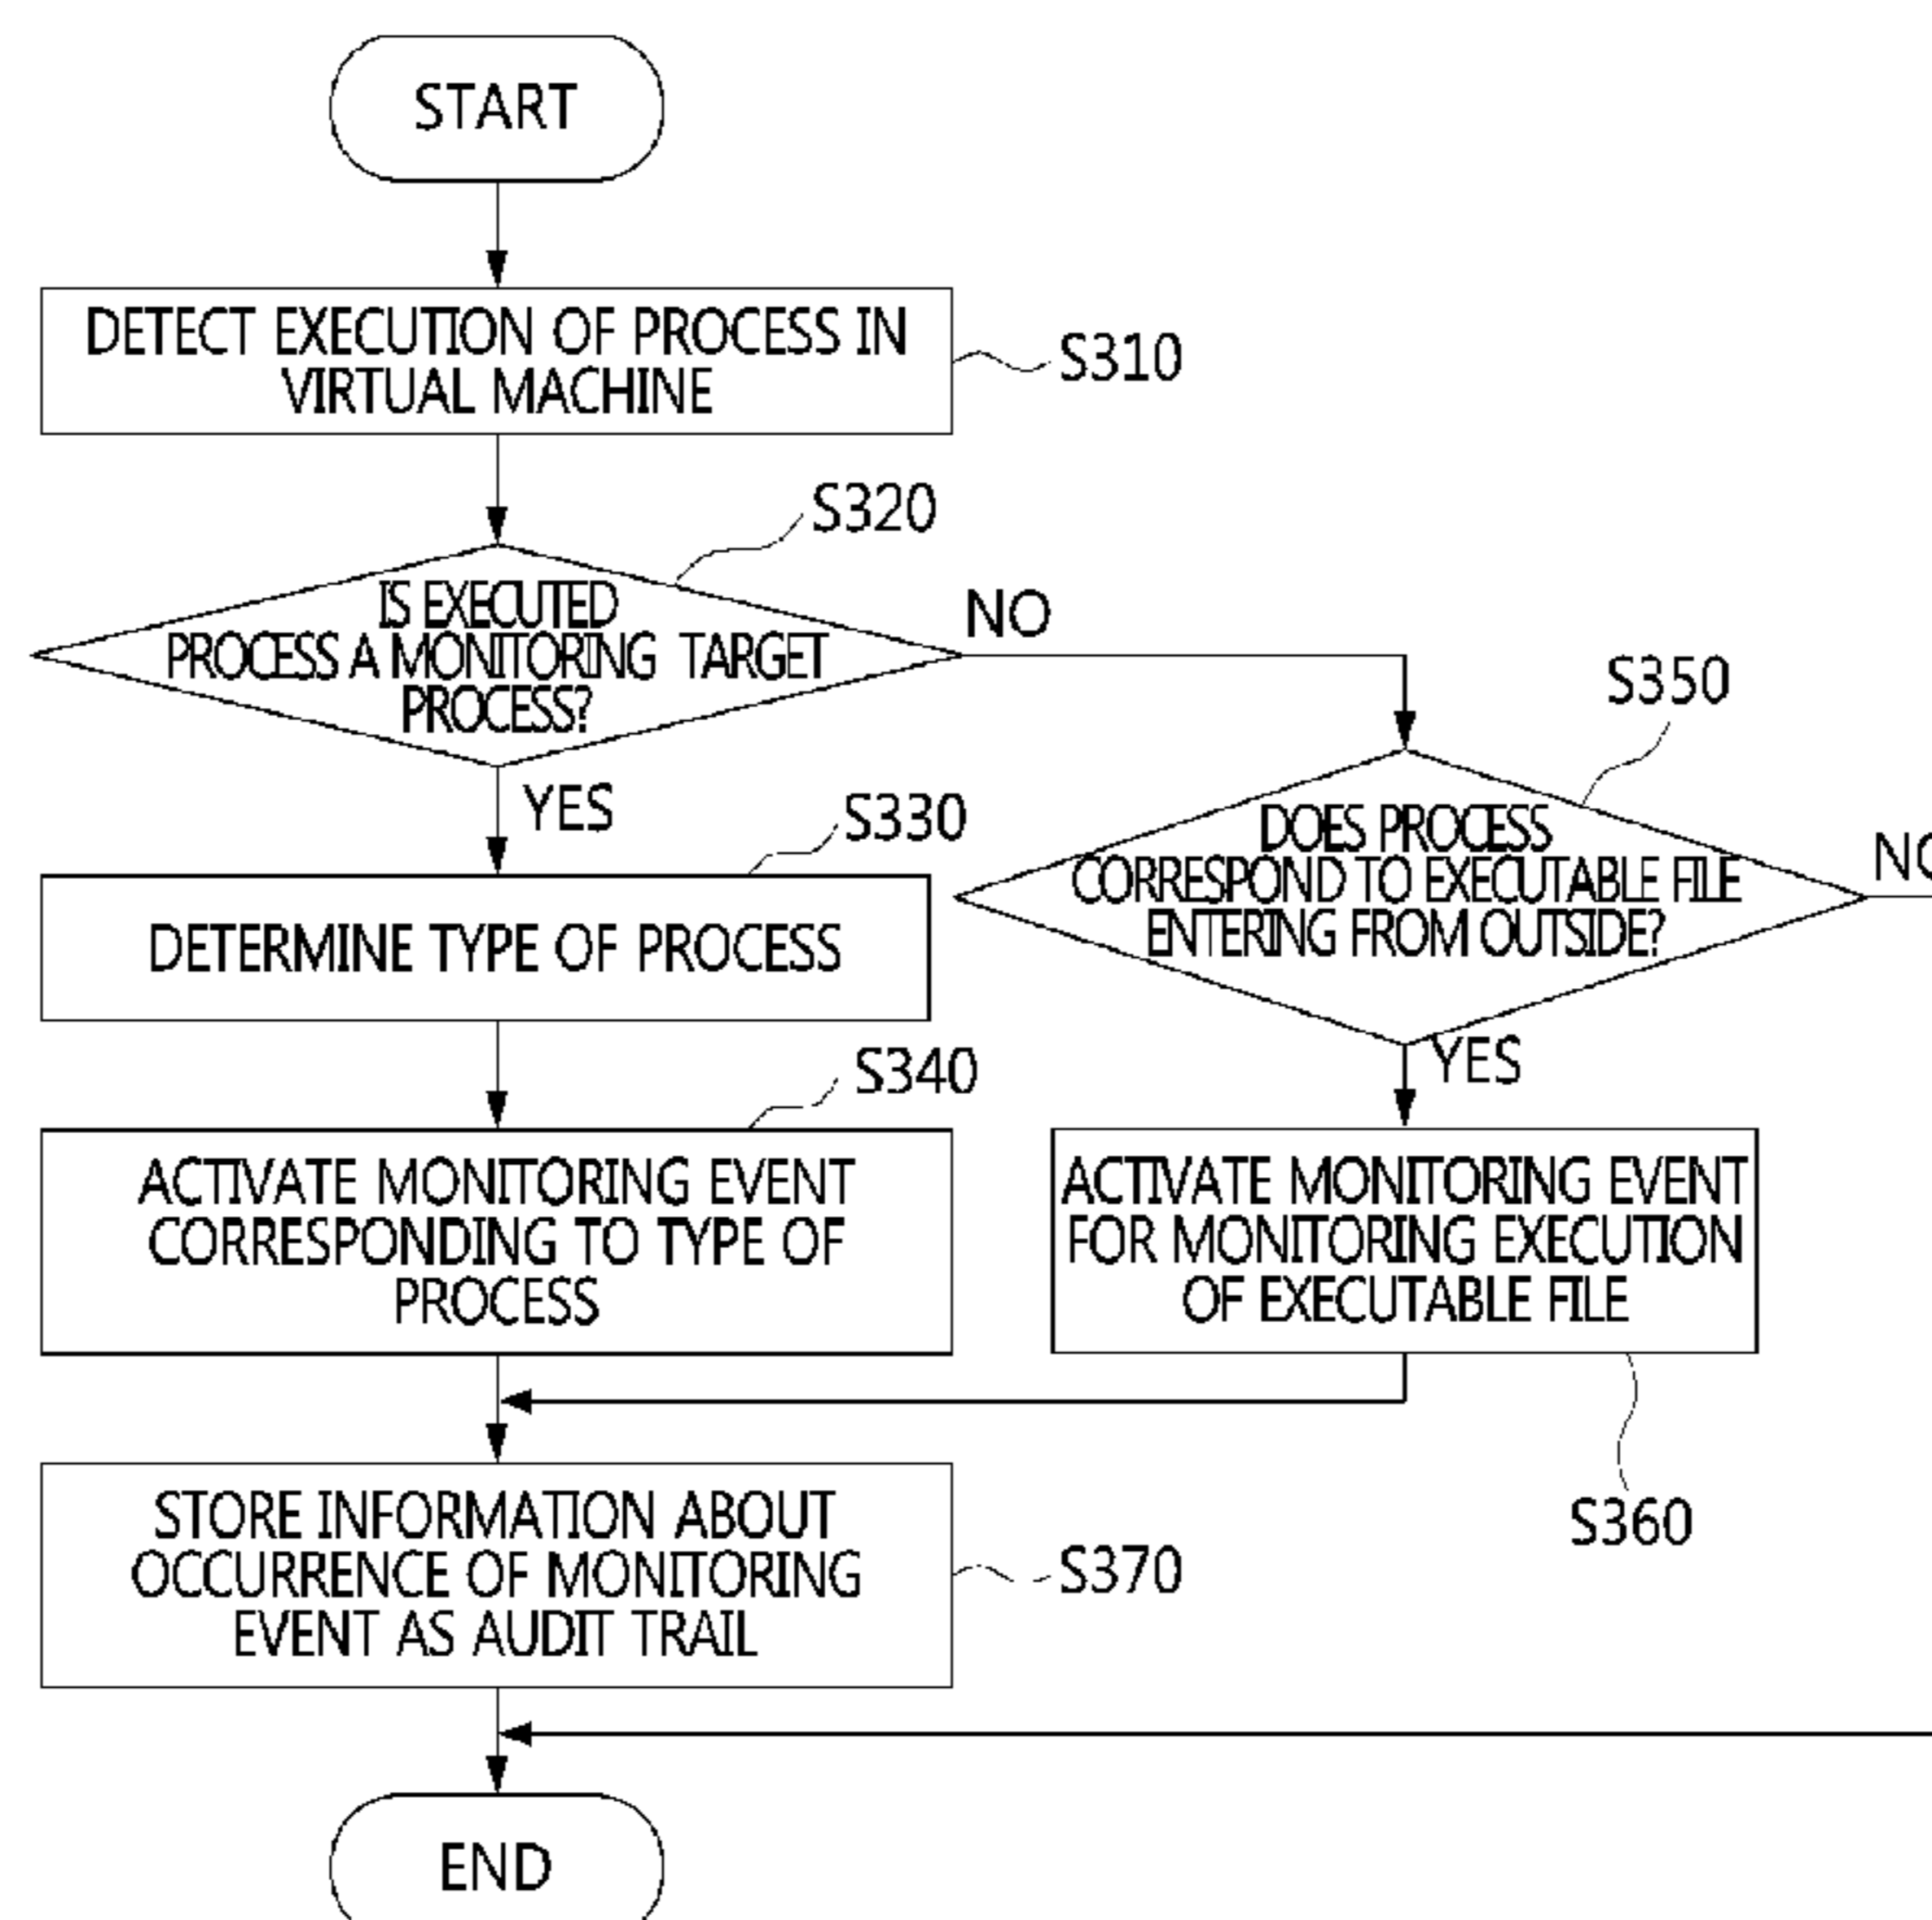 START
DETECT EXECUTION OF PROCESS IN
VIRTUAL MACHINE
S310
S320
IS EXECUTED
PROCESS A MONITORING TARGET
PROCESS?
NO
YES
S330
DETERMINE TYPE OF PROCESS
S340
ACTIVATE MONITORING EVENT
CORRESPONDING TO TYPE OF
PROCESS
S350
DOES PROCESS
CORRESPOND TO EXECUTABLE FILE
ENTERING FROM OUTSIDE?
NO
YES
ACTIVATE MONITORING EVENT
FOR MONITORING EXECUTION
OF EXECUTABLE FILE
S360
STORE INFORMATION ABOUT
OCCURRENCE OF MONITORING
EVENT AS AUDIT TRAIL
S370
END